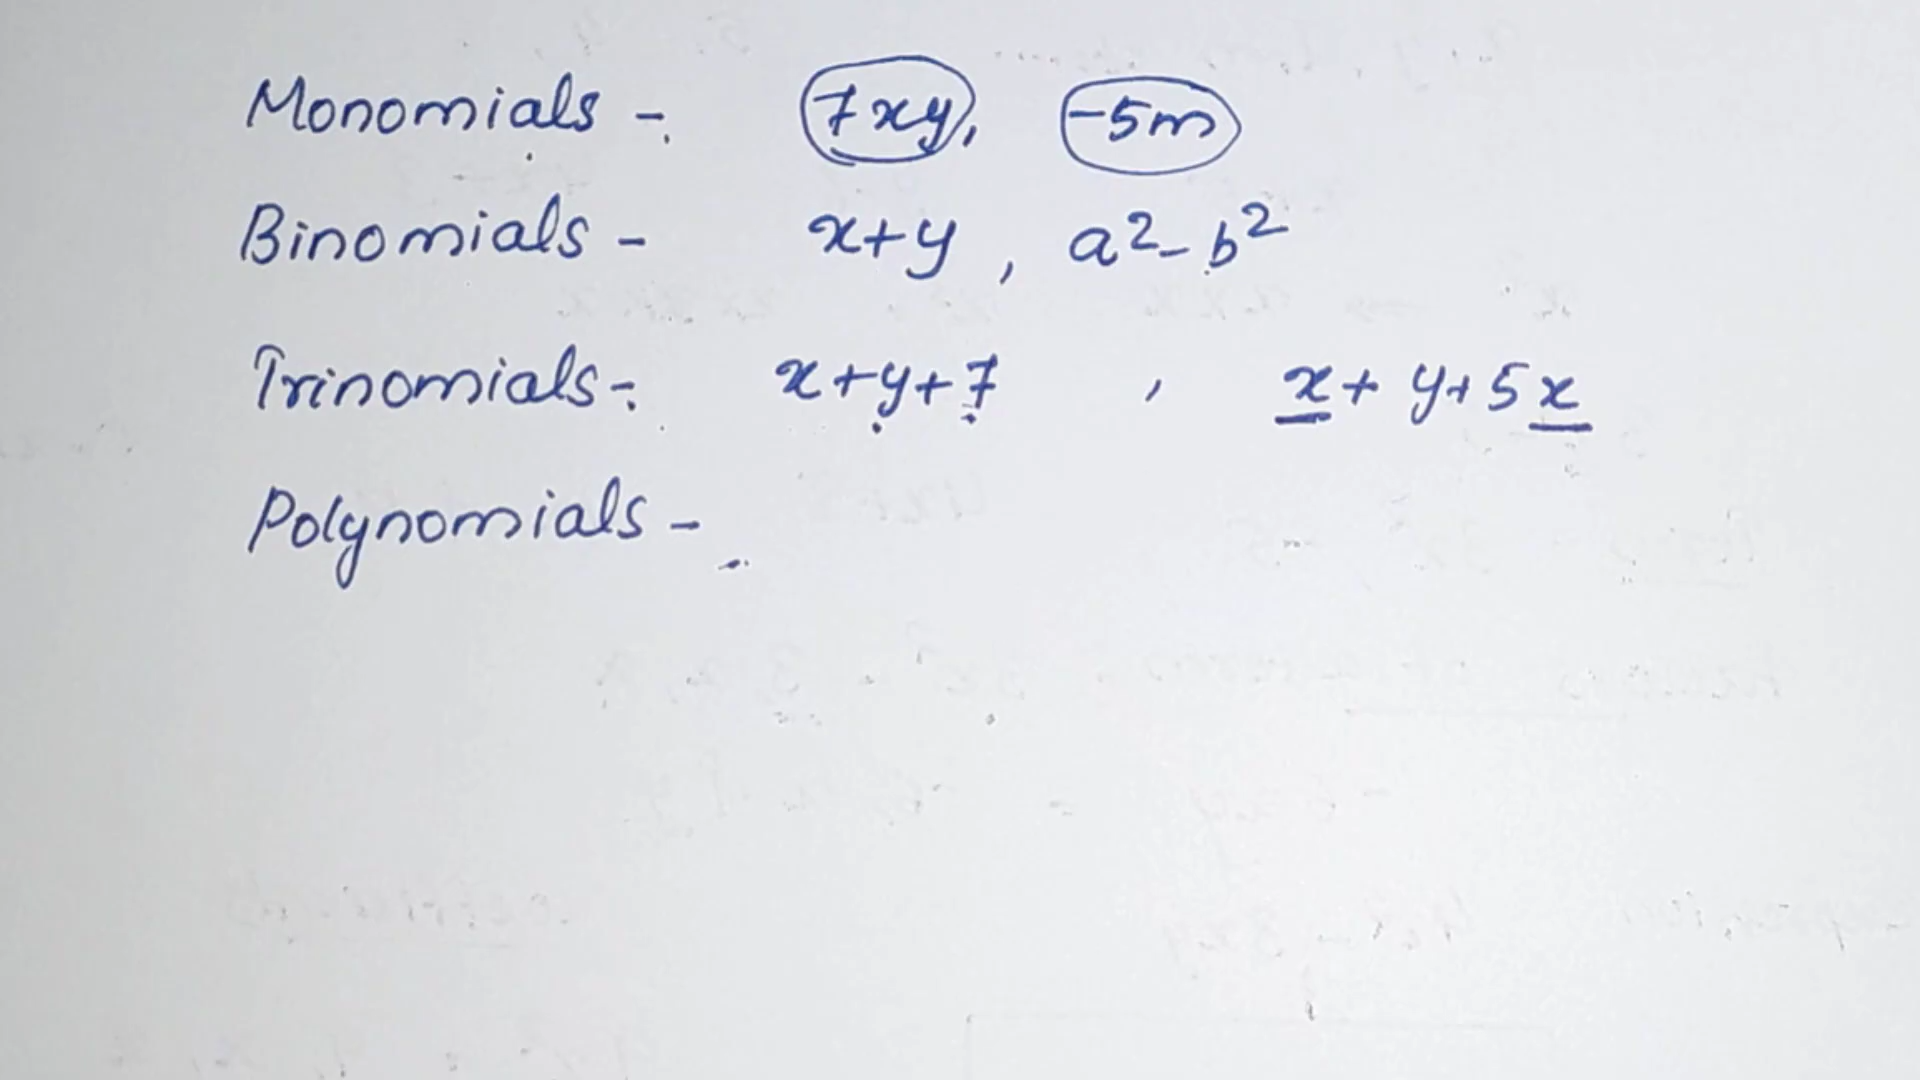 Monomials - 7xy, -5m
Binomials - x+y , a²-b²
Trinomials - x+y+7 , x+y+5x
Polynomials -